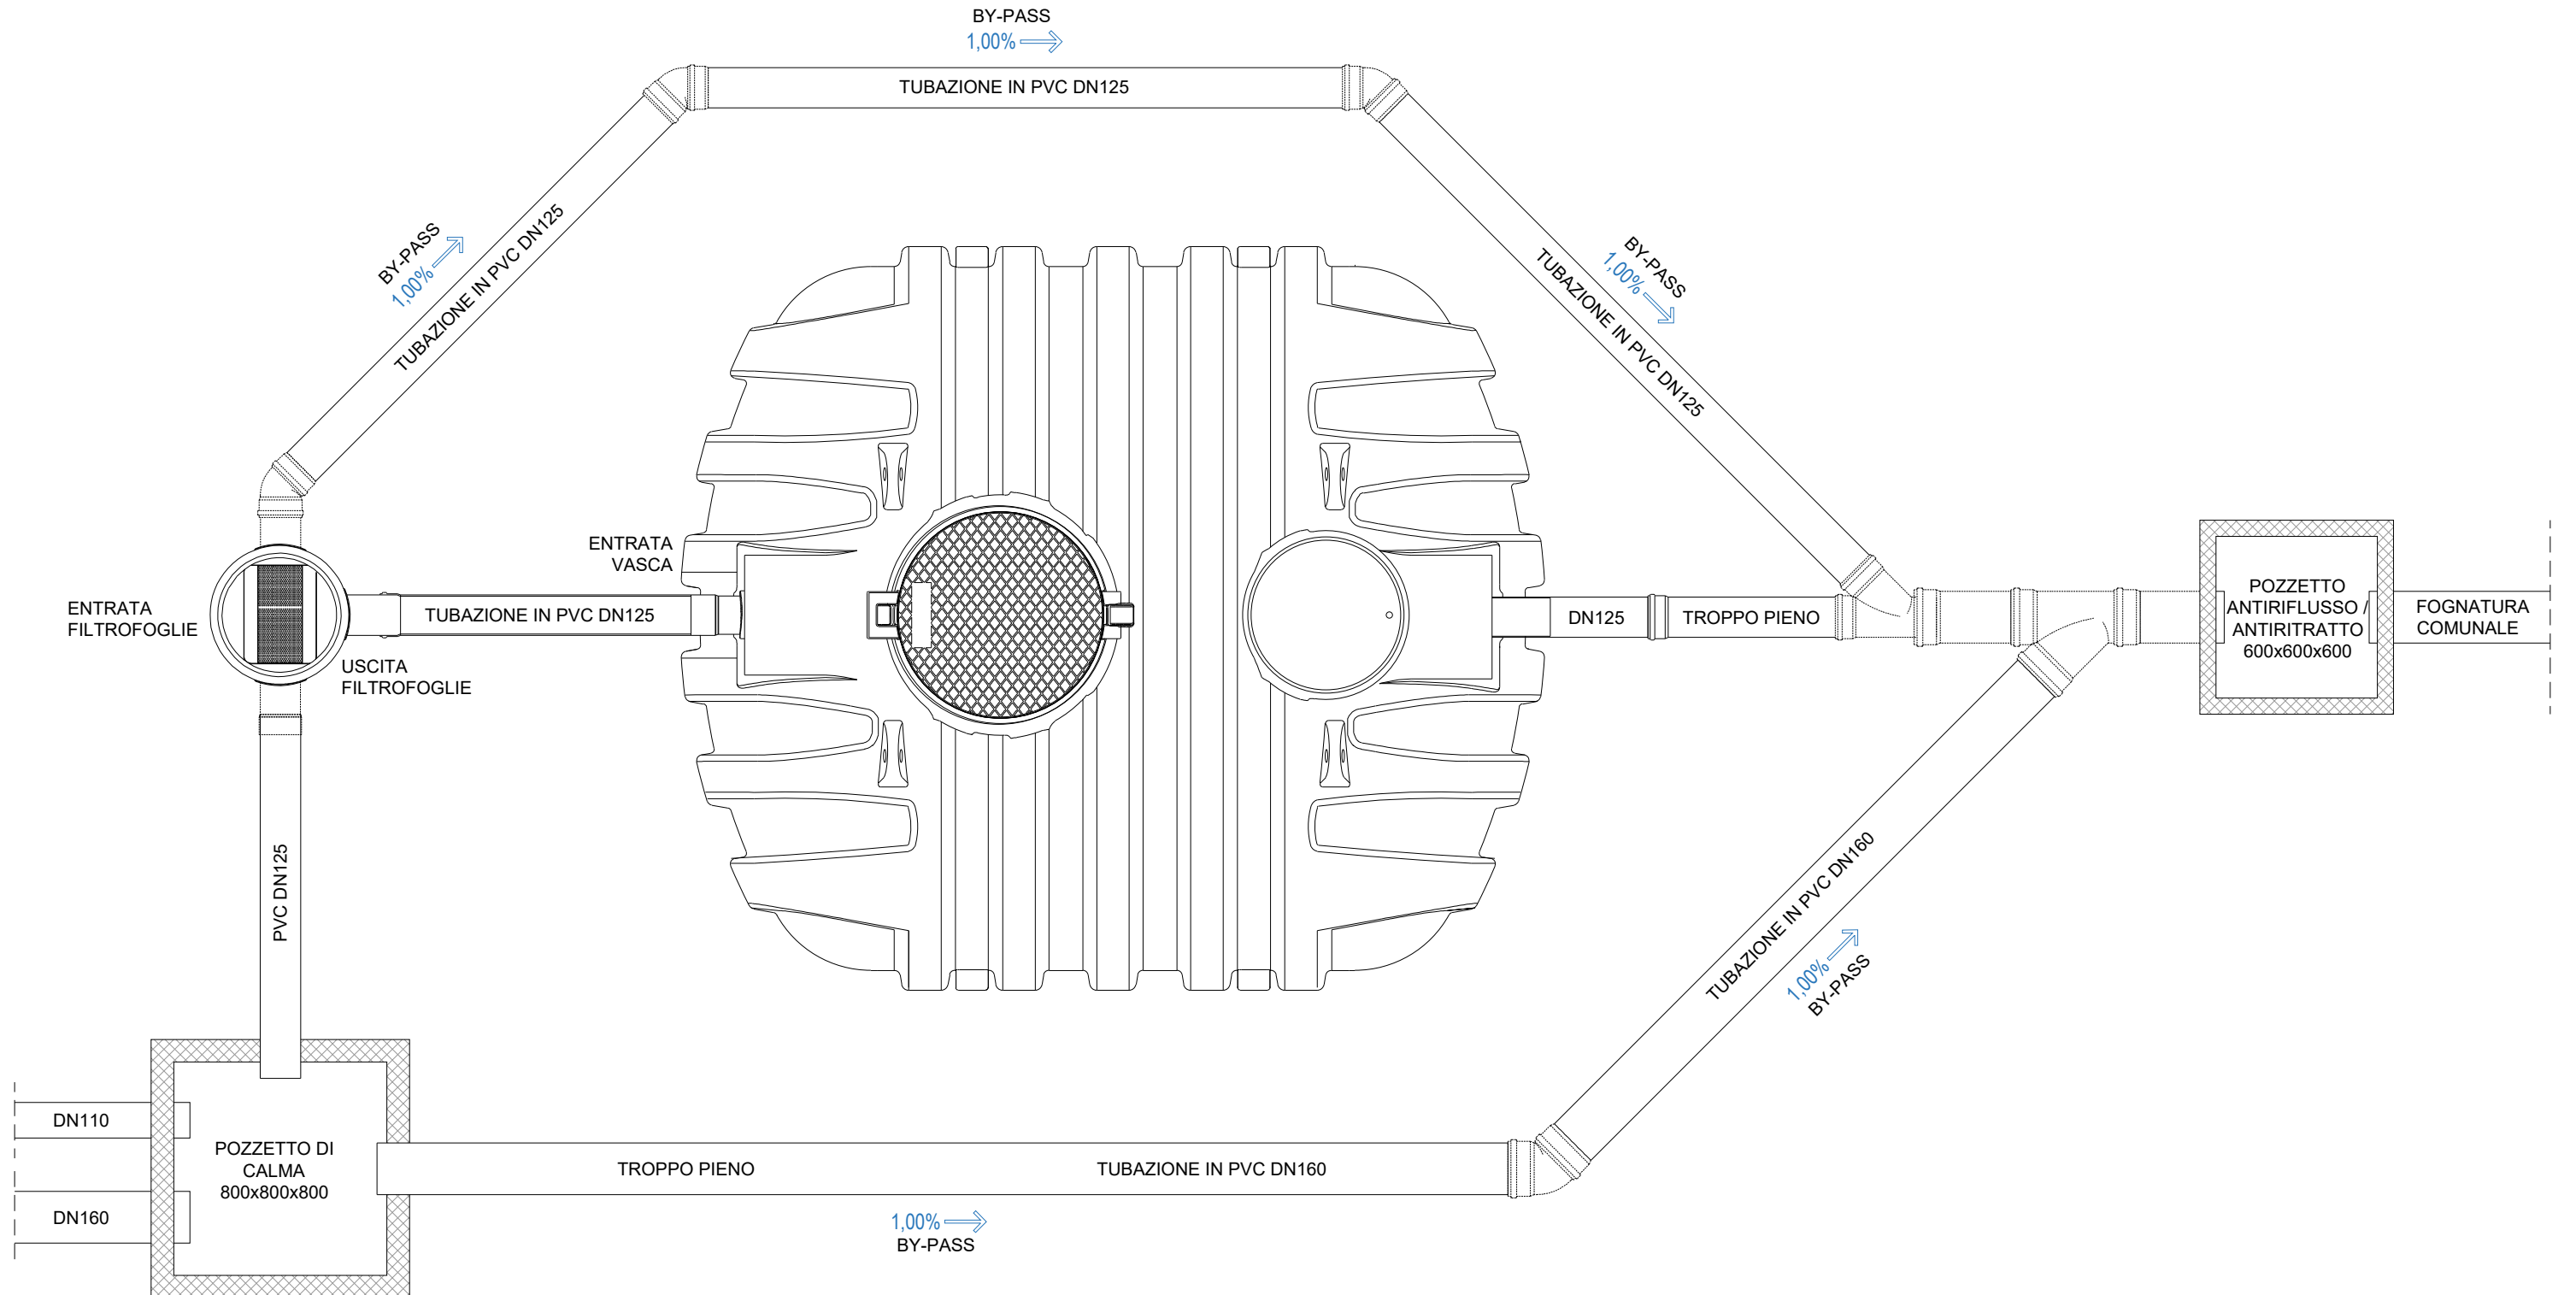 BY-PASS
1,00%
TUBAZIONE IN PVC DN125
BY-PASS
1,00%
TUBAZIONE IN PVC DN125
BY-PASS
1,00%
TUBAZIONE IN PVC DN125
ENTRATA
VASCA
ENTRATA
FILTROFOGLIE
TUBAZIONE IN PVC DN125
USCITA
FILTROFOGLIE
DN125
TROPPO PIENO
POZZETTO
ANTIRIFLUSSO /
ANTIRITRATTO
600x600x600
FOGNATURA
COMUNALE
PVC DN125
TUBAZIONE IN PVC DN160
1,00%
BY-PASS
DN110
POZZETTO DI
CALMA
800x800x800
DN160
TROPPO PIENO
TUBAZIONE IN PVC DN160
1,00%
BY-PASS